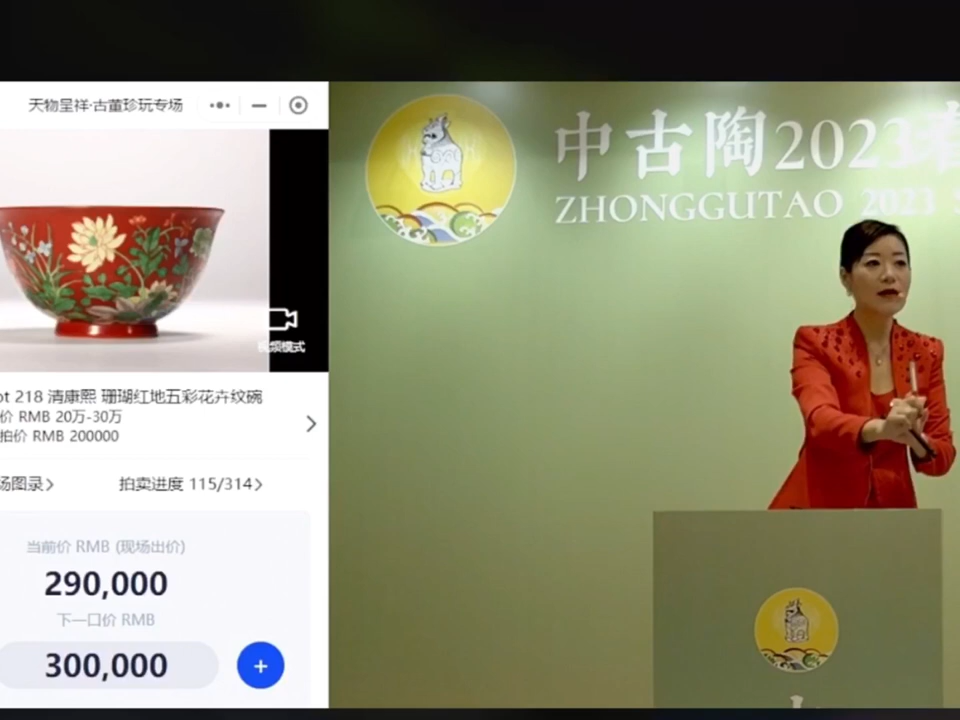 天物呈祥·古董珍玩专场
视频模式
ot 218 清康熙 珊瑚红地五彩花卉纹碗
价 RMB 20万-30万
拍价 RMB 200000
场图录
拍卖进度 115/314
当前价 RMB (现场出价)
290,000
下一口价 RMB
300,000
中古陶2023春
ZHONGGUTAO 2023 S